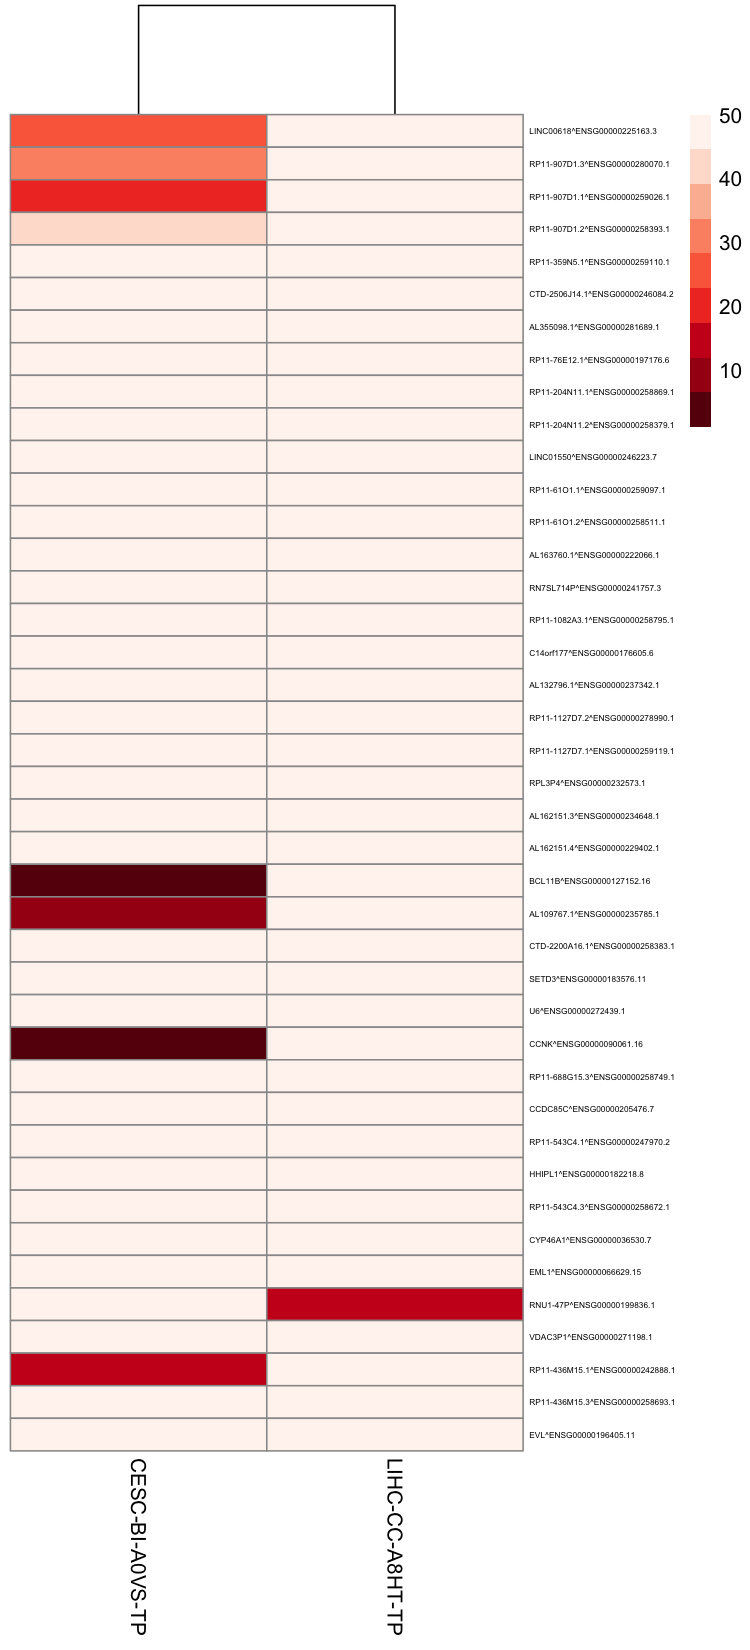 LINC00618^ENSG00000225163.3
RP11-907D1.3^ENSG00000280070.1
RP11-907D1.1^ENSG00000259026.1
RP11-907D1.2^ENSG00000258393.1
RP11-359N5.1^ENSG00000259110.1
CTD-2506J14.1^ENSG00000246084.2
AL355098.1^ENSG00000281689.1
RP11-76E12.1^ENSG00000197176.6
RP11-204N11.1^ENSG00000258869.1
RP11-204N11.2^ENSG00000258379.1
LINC01550^ENSG00000246223.7
RP11-61O1.1^ENSG00000259097.1
RP11-61O1.2^ENSG00000258511.1
AL163760.1^ENSG00000222066.1
RN7SL714P^ENSG00000241757.3
RP11-1082A3.1^ENSG00000258795.1
C14orf177^ENSG00000176605.6
AL132796.1^ENSG00000237342.1
RP11-1127D7.2^ENSG00000278990.1
RP11-1127D7.1^ENSG00000259119.1
RPL3P4^ENSG00000232573.1
AL162151.3^ENSG00000234648.1
AL162151.4^ENSG00000229402.1
BCL11B^ENSG00000127152.16
AL109767.1^ENSG00000235785.1
CTD-2200A16.1^ENSG00000258383.1
SETD3^ENSG00000183576.11
U6^ENSG00000272439.1
CCNK^ENSG00000090061.16
RP11-688G15.3^ENSG00000258749.1
CCDC85C^ENSG00000205476.7
RP11-543C4.1^ENSG00000247970.2
HHIPL1^ENSG00000182218.8
RP11-543C4.3^ENSG00000258672.1
CYP46A1^ENSG00000036530.7
EML1^ENSG00000066629.15
RNU1-47P^ENSG00000199836.1
VDAC3P1^ENSG00000271198.1
RP11-436M15.1^ENSG00000242888.1
RP11-436M15.3^ENSG00000258693.1
EVL^ENSG00000196405.11
50
40
30
20
10
CESC-BI-A0VS-TP
LIHC-CC-A8HT-TP